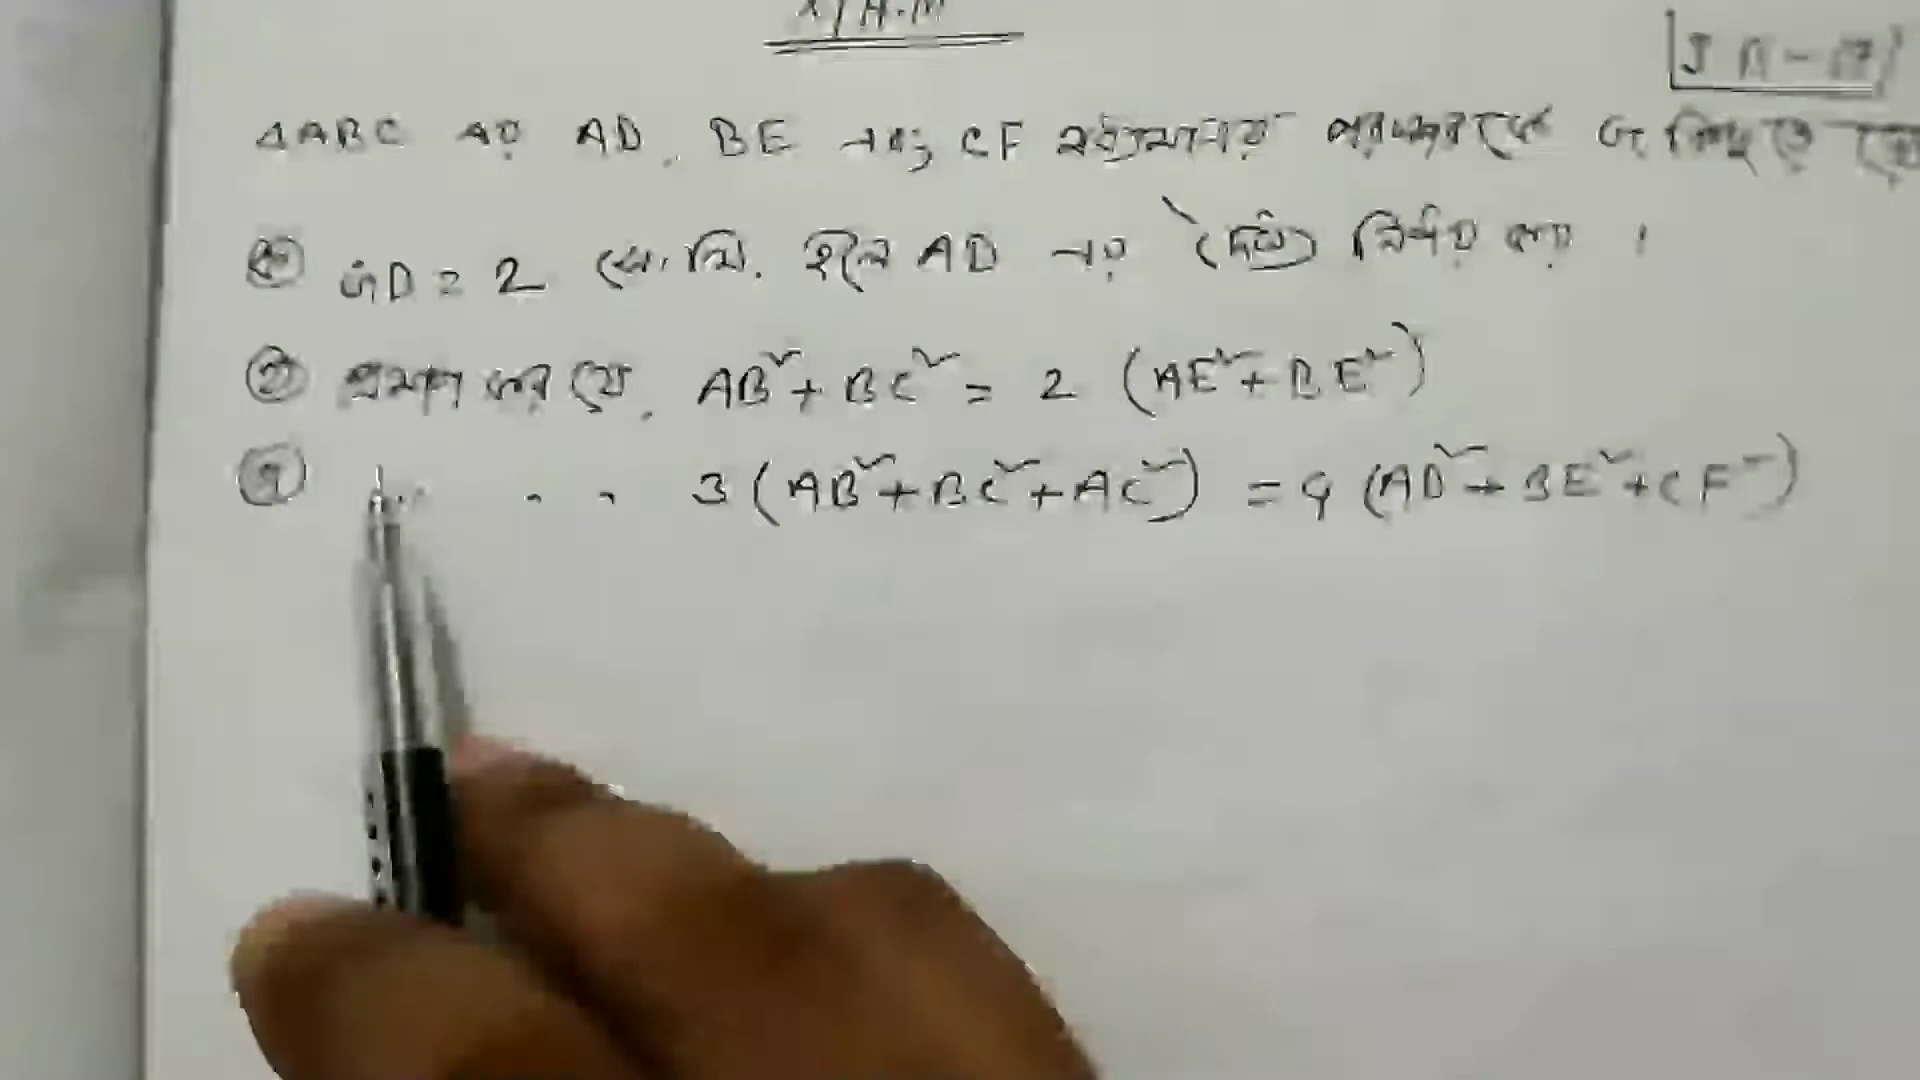 X/H.M
ΔABC এর AD, BE এবং CF মধ্যমাত্রয় পরস্পরকে G বিন্দুতে
ক) GD = 2 সে.মি. হলে AD এর দৈর্ঘ্য নির্ণয় কর।
খ) প্রমাণ কর যে, AB² + BC² = 2 (AE² + BE²)
গ) " " " 3 (AB² + BC² + AC²) = 4 (AD² + BE² + CF²)